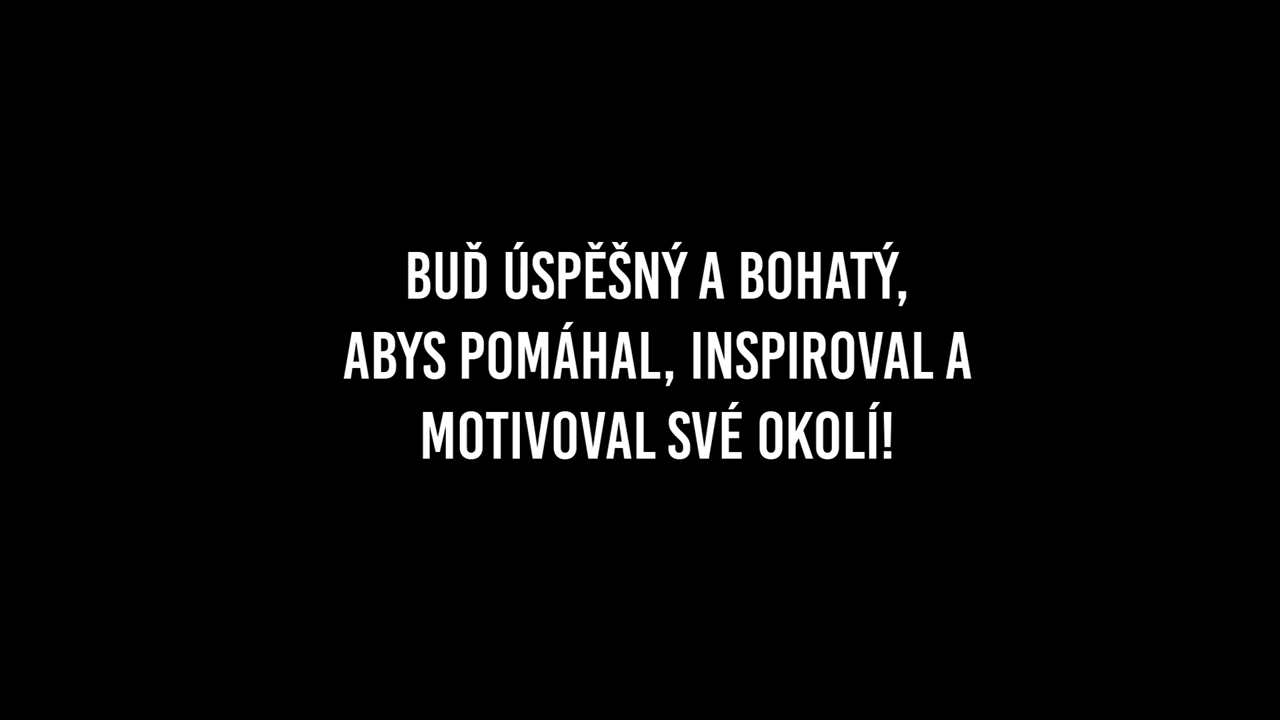 BUĎ ÚSPĚŠNÝ A BOHATÝ,
ABYS POMÁHAL, INSPIROVAL A
MOTIVOVAL SVÉ OKOLÍ!